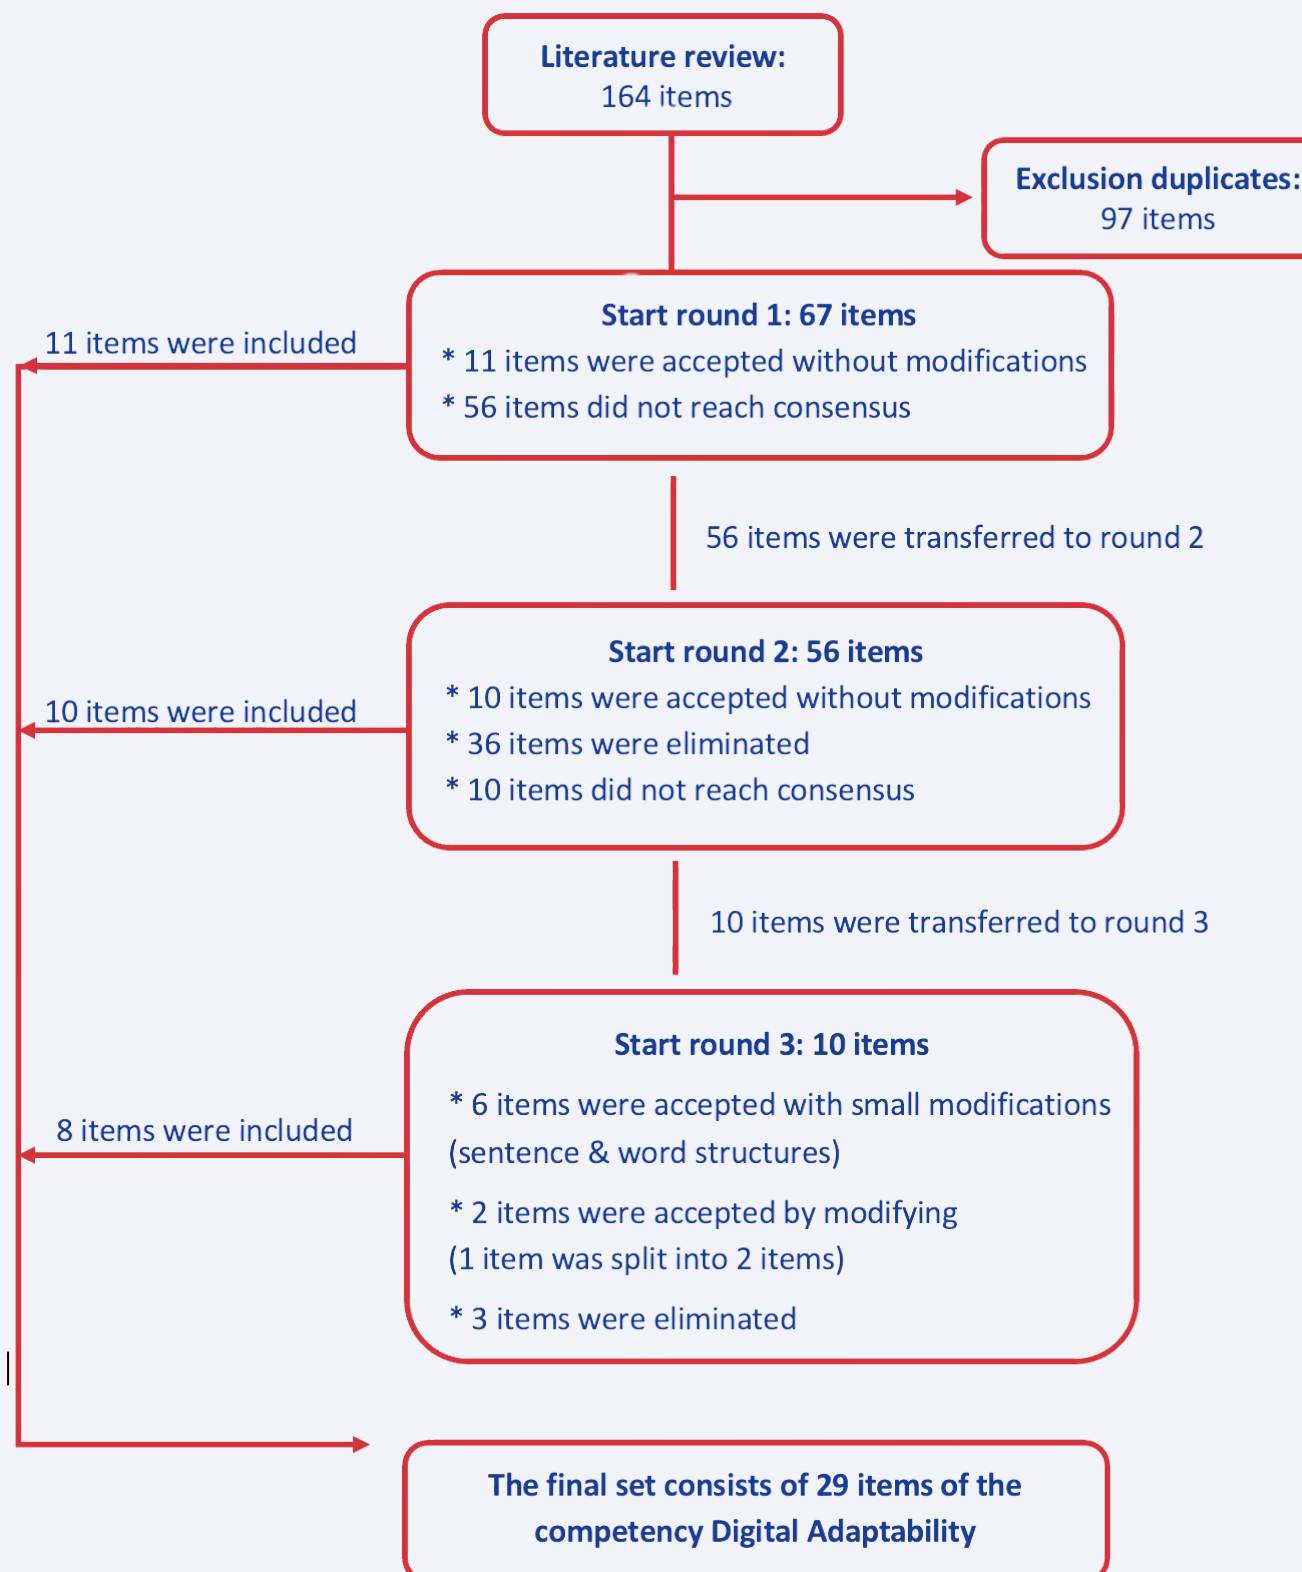 Literature review:
164 items
Exclusion duplicates:
97 items
Start round 1: 67 items
* 11 items were accepted without modifications
* 56 items did not reach consensus
11 items were included
56 items were transferred to round 2
Start round 2: 56 items
* 10 items were accepted without modifications
* 36 items were eliminated
* 10 items did not reach consensus
10 items were included
10 items were transferred to round 3
Start round 3: 10 items
* 6 items were accepted with small modifications
(sentence & word structures)
* 2 items were accepted by modifying
(1 item was split into 2 items)
* 3 items were eliminated
8 items were included
The final set consists of 29 items of the
competency Digital Adaptability